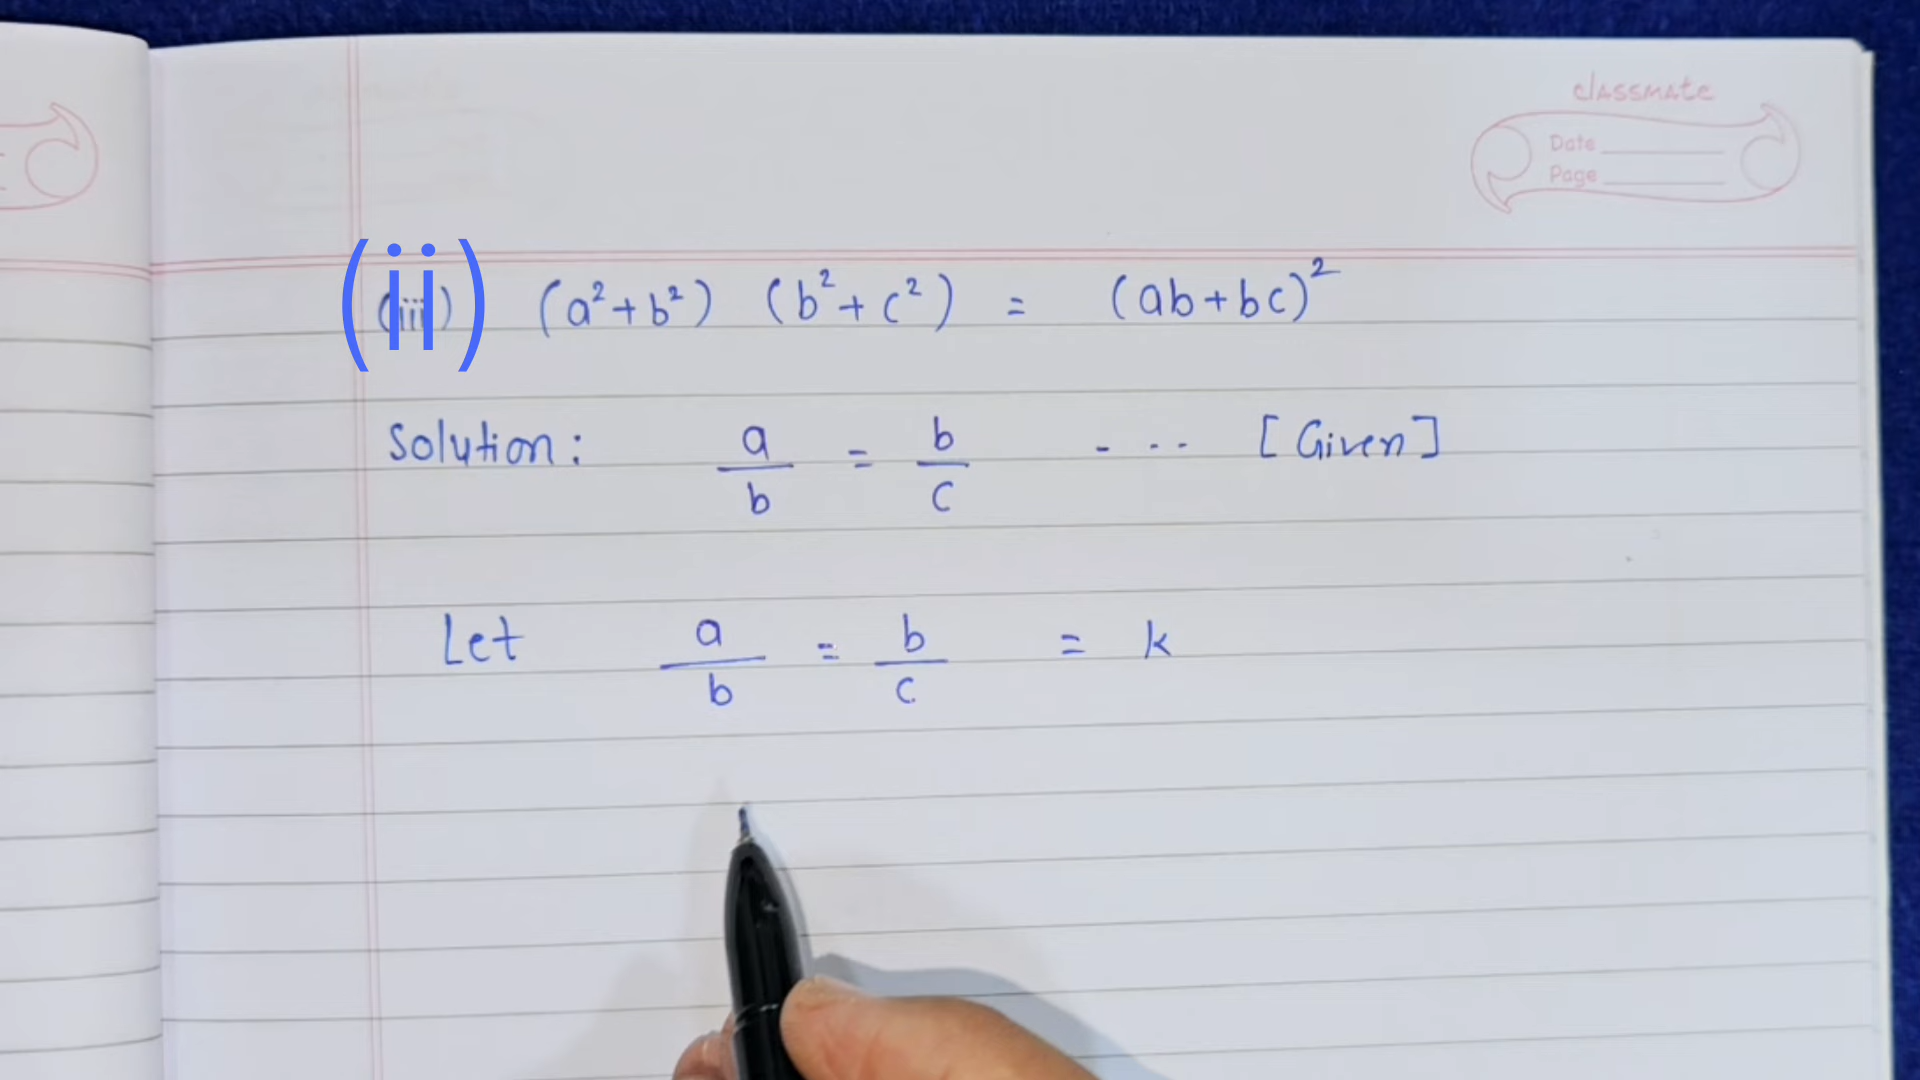 classmate
Date
Page
(ii) (iii) (a² + b²) (b² + c²) = (ab + bc)²
Solution: a/b = b/c - - - [Given]
Let a/b = b/c = k